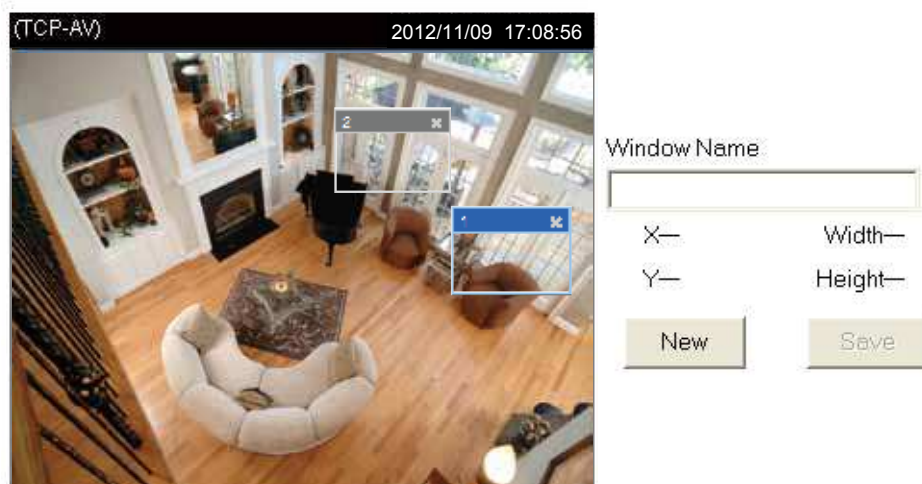 (TCP-AV) 2012/11/09 17:08:56
2
1
Window Name
X— Width—
Y— Height—
New Save